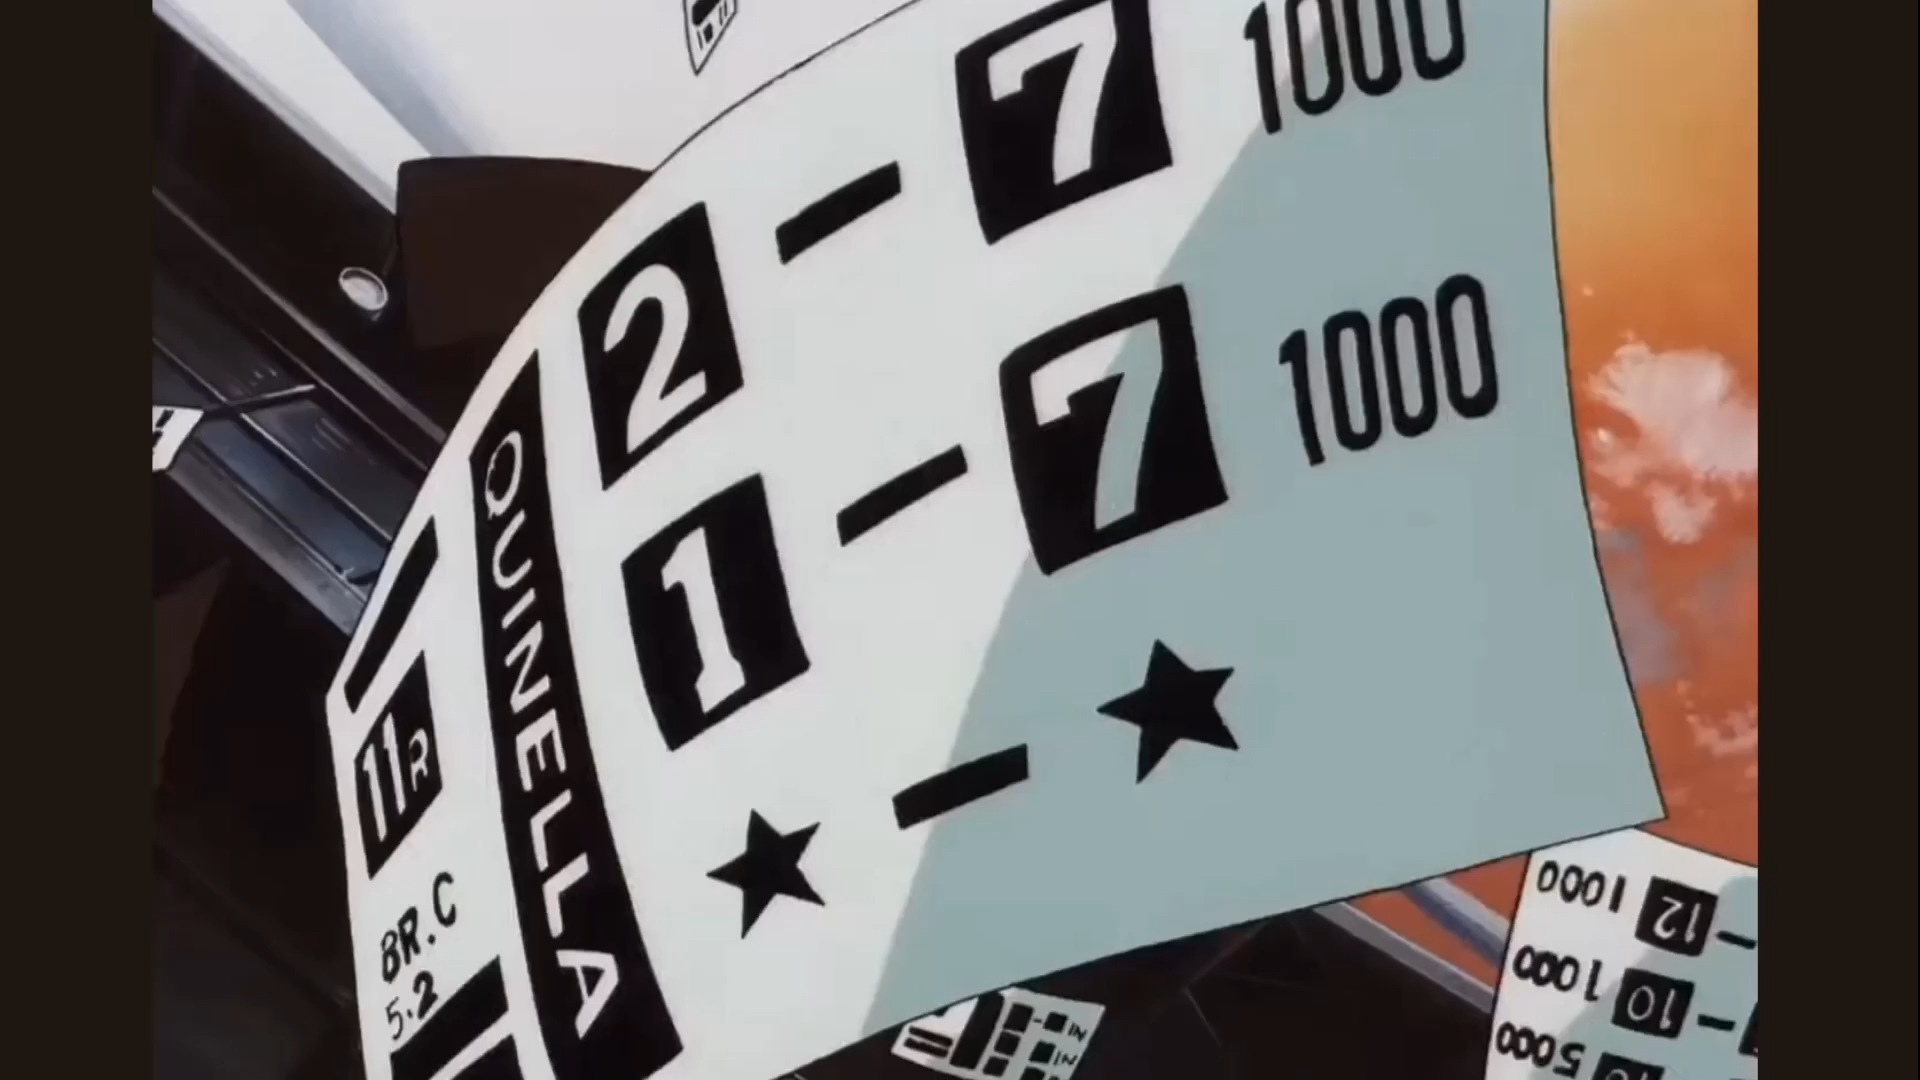 2 - 7 1000
1 - 7 1000
★ - ★
QUINELLA
11R
BR.C
5.2
12 - 1000
10 - 1000
5000